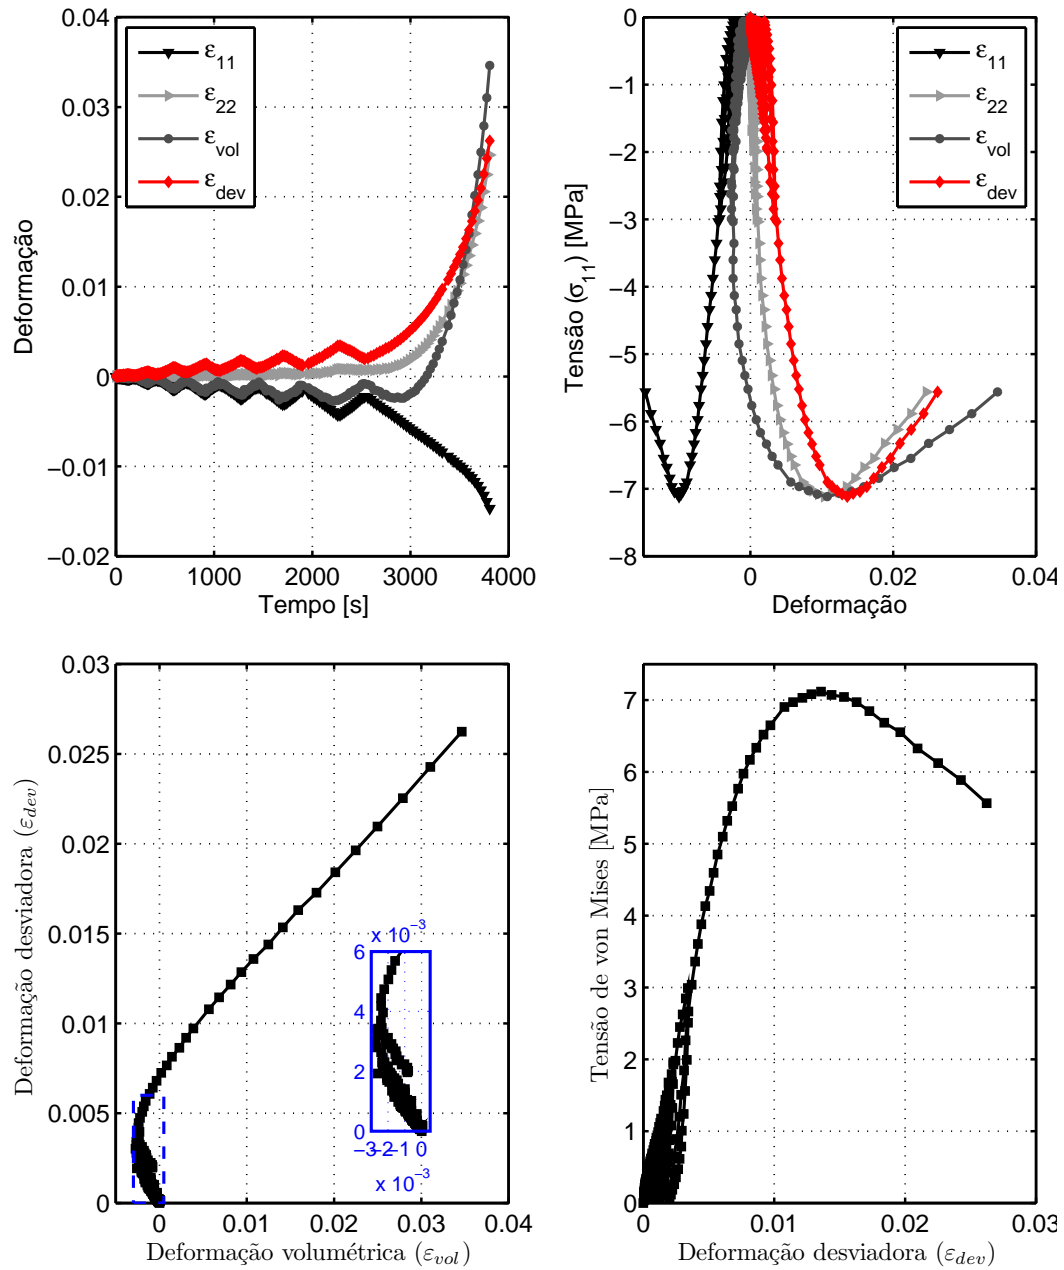 0.04
0.03
0.02
0.01
0
−0.01
−0.02
Deformação
ε11
ε22
εvol
εdev
0 1000 2000 3000 4000
Tempo [s]
0
−1
−2
−3
−4
−5
−6
−7
−8
Tensão (σ11) [MPa]
ε11
ε22
εvol
εdev
0 0.02 0.04
Deformação
0.03
0.025
0.02
0.015
0.01
0.005
0
Deformação desviadora (εdev)
x 10−3
6
4
2
0
−3 −2 −1 0
x 10−3
0 0.01 0.02 0.03 0.04
Deformação volumétrica (εvol)
7
6
5
4
3
2
1
0
Tensão de von Mises [MPa]
0 0.01 0.02 0.03
Deformação desviadora (εdev)